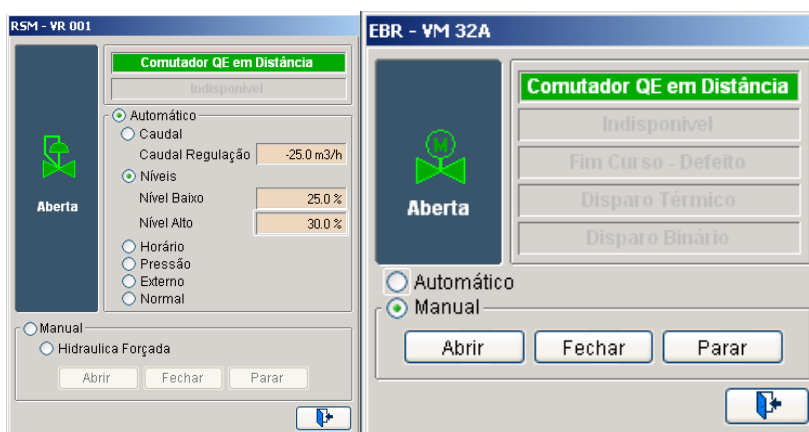 RSM - VR 001
Comutador QE em Distância
Indisponível
Aberta
Automático
Caudal
Caudal Regulação -25.0 m3/h
Níveis
Nível Baixo 25.0 %
Nível Alto 30.0 %
Horário
Pressão
Externo
Normal
Manual
Hidraulica Forçada
Abrir Fechar Parar
EBR - VM 32A
M
Aberta
Comutador QE em Distância
Indisponível
Fim Curso - Defeito
Disparo Térmico
Disparo Binário
Automático
Manual
Abrir Fechar Parar